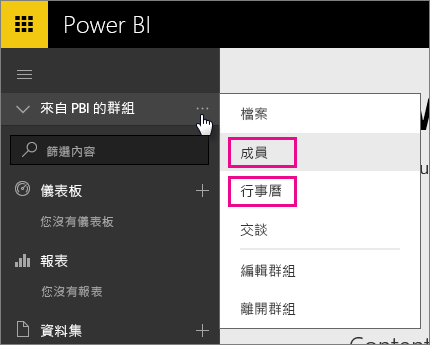 Power BI
來自 PBI 的群組
篩選內容
儀表板
您沒有儀表板
報表
您沒有報表
資料集
檔案
成員
行事曆
交談
編輯群組
離開群組
Content